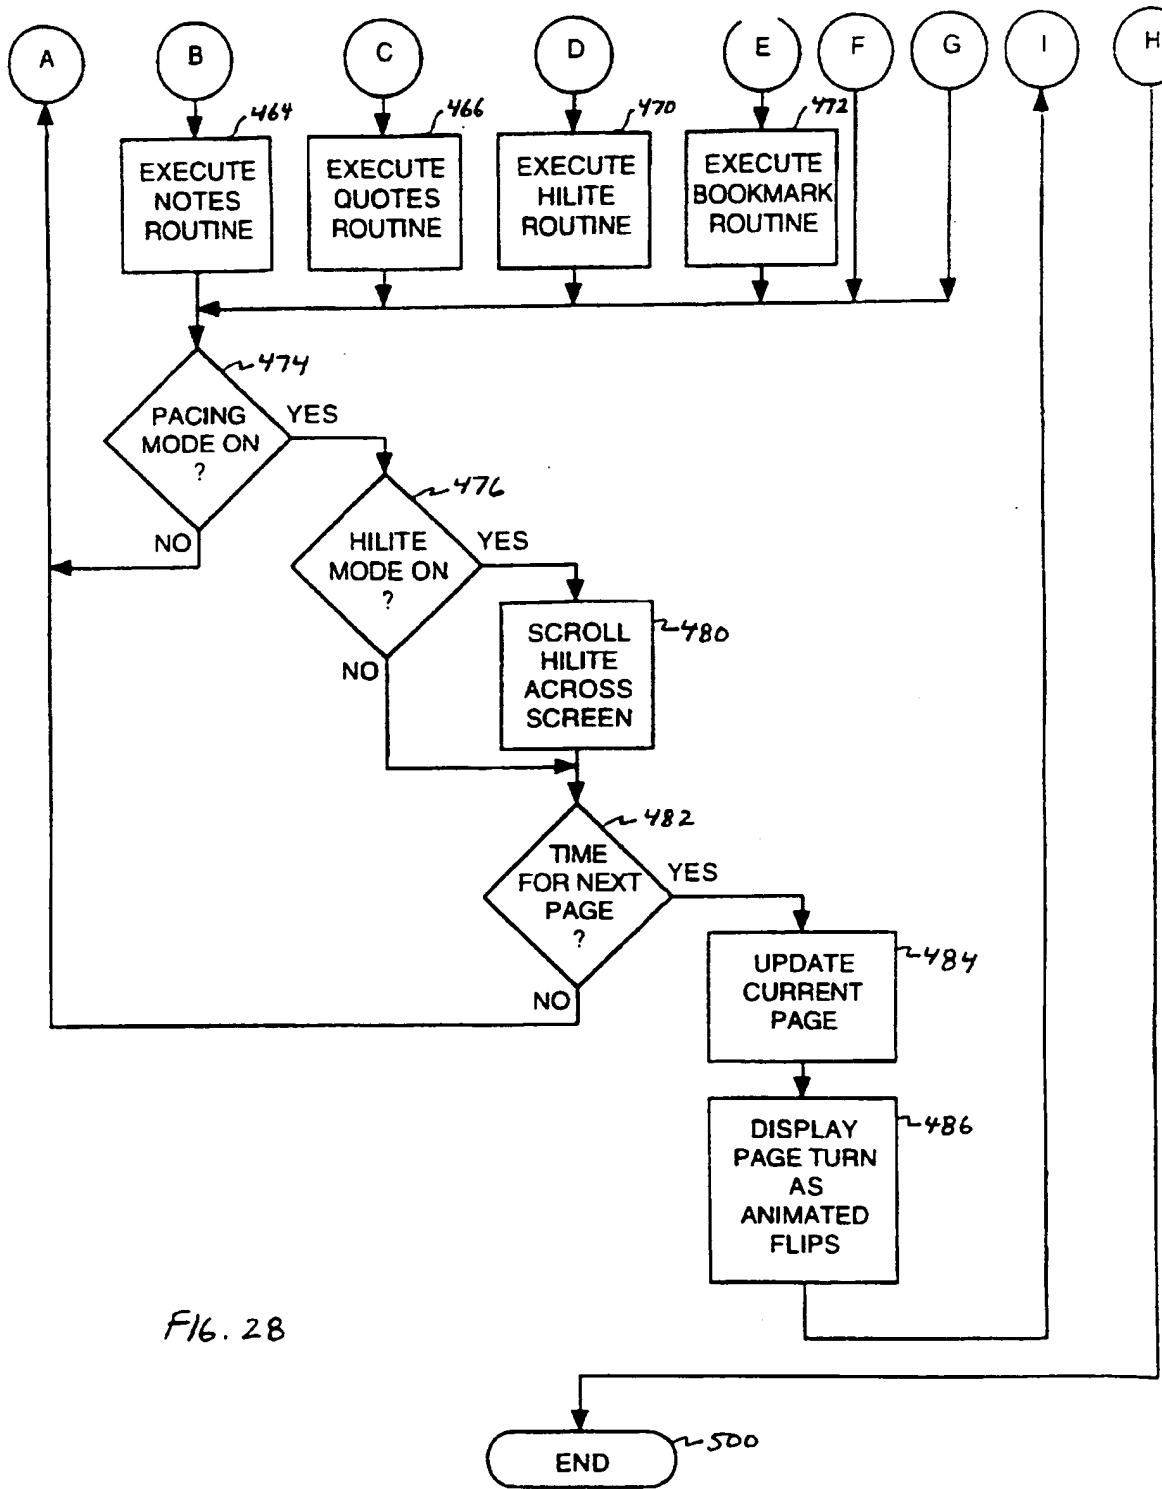 A B C D E F G I H
464 466 470 472
EXECUTE
NOTES
ROUTINE
EXECUTE
QUOTES
ROUTINE
EXECUTE
HILITE
ROUTINE
EXECUTE
BOOKMARK
ROUTINE
474
PACING
MODE ON
?
YES
NO
476
HILITE
MODE ON
?
YES
NO
480
SCROLL
HILITE
ACROSS
SCREEN
482
TIME
FOR NEXT
PAGE
?
YES
NO
484
UPDATE
CURRENT
PAGE
486
DISPLAY
PAGE TURN
AS
ANIMATED
FLIPS
FIG. 28
500
END